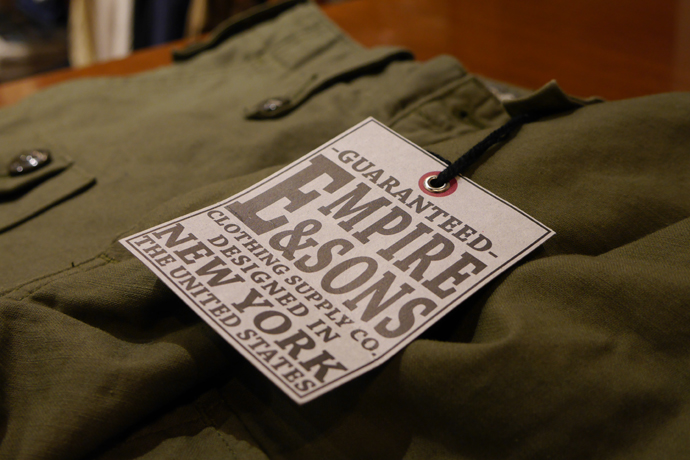 -GUARANTEED-
EMPIRE
&SONS
CLOTHING SUPPLY CO.
DESIGNED IN
NEW YORK
THE UNITED STATES